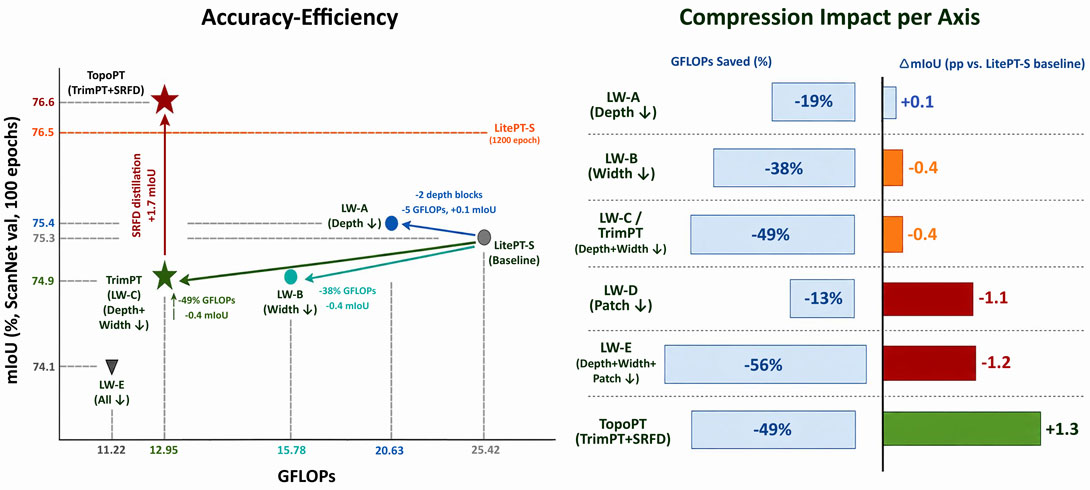 Accuracy-Efficiency
mIoU (%, ScanNet val, 100 epochs)
TopoPT
(TrimPT+SRFD)
76.6
76.5
LitePT-S
(1200 epoch)
SRFD distillation
+1.7 mIoU
-2 depth blocks
-5 GFLOPs, +0.1 mIoU
LW-A
(Depth ↓)
75.4
75.3
LitePT-S
(Baseline)
74.9
TrimPT
(LW-C)
(Depth+
Width ↓)
-49% GFLOPs
-0.4 mIoU
LW-B
(Width ↓)
-38% GFLOPs
-0.4 mIoU
74.1
LW-E
(All ↓)
11.22
12.95
15.78
20.63
25.42
GFLOPs
Compression Impact per Axis
GFLOPs Saved (%)
△mIoU (pp vs. LitePT-S baseline)
LW-A
(Depth ↓)
-19%
+0.1
LW-B
(Width ↓)
-38%
-0.4
LW-C /
TrimPT
(Depth+Width ↓)
-49%
-0.4
LW-D
(Patch ↓)
-13%
-1.1
LW-E
(Depth+Width+
Patch ↓)
-56%
-1.2
TopoPT
(TrimPT+SRFD)
-49%
+1.3